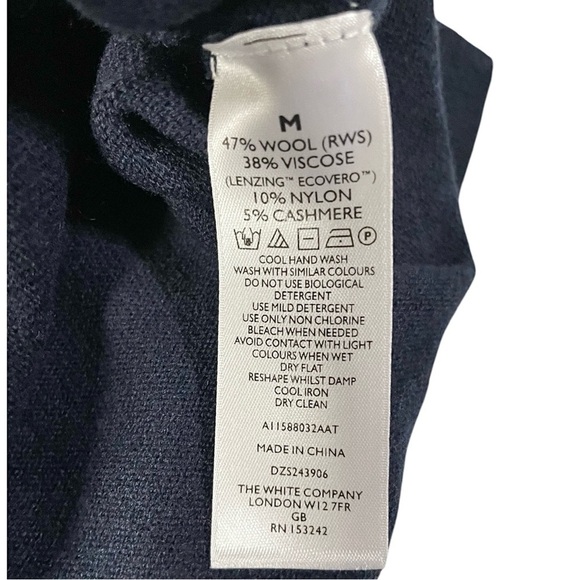 M
47% WOOL (RWS)
38% VISCOSE
(LENZING™ ECOVERO™)
10% NYLON
5% CASHMERE
P
COOL HAND WASH
WASH WITH SIMILAR COLOURS
DO NOT USE BIOLOGICAL
DETERGENT
USE MILD DETERGENT
USE ONLY NON CHLORINE
BLEACH WHEN NEEDED
AVOID CONTACT WITH LIGHT
COLOURS WHEN WET
DRY FLAT
RESHAPE WHILST DAMP
COOL IRON
DRY CLEAN
A11588032AAT
MADE IN CHINA
DZS243906
THE WHITE COMPANY
LONDON W12 7FR
GB
RN 153242